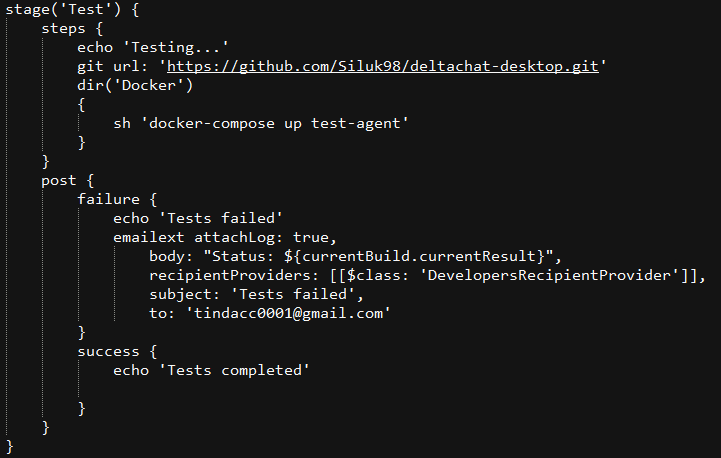 stage('Test') {
    steps {
        echo 'Testing...'
        git url: 'https://github.com/Siluk98/deltachat-desktop.git'
        dir('Docker')
        {
            sh 'docker-compose up test-agent'
        }
    }
    post {
        failure {
            echo 'Tests failed'
            emailext attachLog: true,
                body: "Status: ${currentBuild.currentResult}",
                recipientProviders: [[$class: 'DevelopersRecipientProvider']],
                subject: 'Tests failed',
                to: 'tindacc0001@gmail.com'
        }
        success {
            echo 'Tests completed'

        }
    }
}